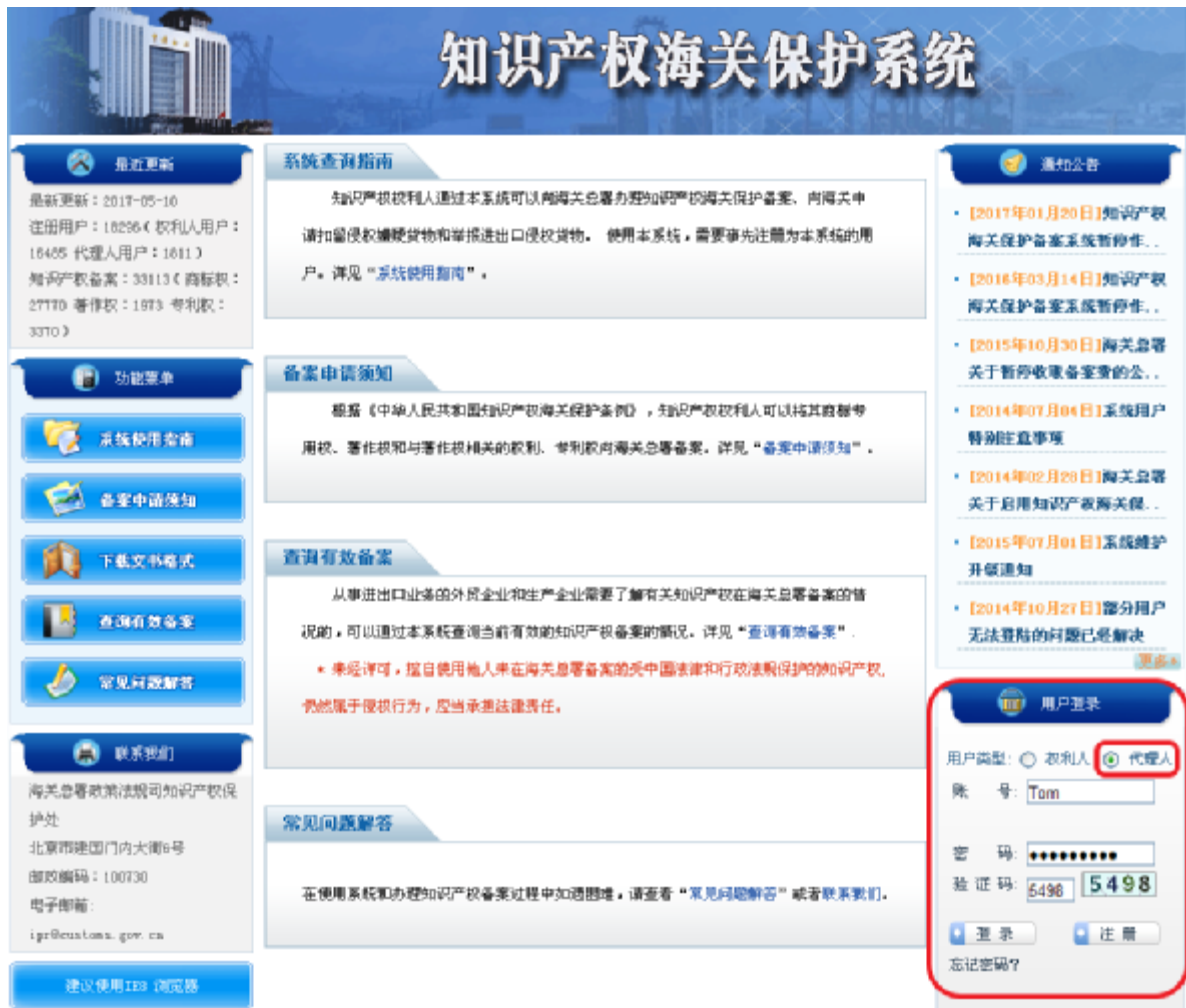 知识产权海关保护系统
最近更新
最新更新：2017-05-10
注册用户：18296( 权利人用户：
16485 代理人用户：1811 )
知识产权备案：33113( 商标权：
27770 著作权：1973 专利权：
3370 )
功能菜单
系统使用指南
备案申请须知
下载文书格式
查询有效备案
常见问题解答
联系我们
海关总署政策法规司知识产权保
护处
北京市建国门内大街6号
邮政编码：100730
电子邮箱：
ipr@customs.gov.cn
建议使用IE8 浏览器
系统查询指南
知识产权权利人通过本系统可以向海关总署办理知识产权海关保护备案、向海关申
请扣留侵权嫌疑货物和举报进出口侵权货物。 使用本系统，需要事先注册为本系统的用
户。详见“系统使用指南”。
备案申请须知
根据《中华人民共和国知识产权海关保护条例》，知识产权权利人可以将其商标专
用权、著作权和与著作权相关的权利、专利权向海关总署备案。详见“备案申请须知”。
查询有效备案
从事进出口业务的外贸企业和生产企业需要了解有关知识产权在海关总署备案的情
况的，可以通过本系统查询当前有效的知识产权备案的情况。详见“查询有效备案”.
* 未经许可，擅自使用他人未在海关总署备案的受中国法律和行政法规保护的知识产权,
仍然属于侵权行为，应当承担法律责任。
常见问题解答
在使用系统和办理知识产权备案过程中如遇困难，请查看“常见问题解答”或者联系我们。
通知公告
[2017年01月20日]知识产权
海关保护备案系统暂停作..
[2016年03月14日]知识产权
海关保护备案系统暂停作..
[2015年10月30日]海关总署
关于暂停收取备案费的公..
[2014年07月04日]系统用户
特别注意事项
[2014年02月28日]海关总署
关于启用知识产权海关保..
[2015年07月01日]系统维护
升级通知
[2014年10月27日]部分用户
无法登陆的问题已经解决
更多»
用户登录
用户类型: 权利人 代理人
账 号: Tom
密 码: ●●●●●●●●●
验证码: 5498 5498
登录 注册
忘记密码?